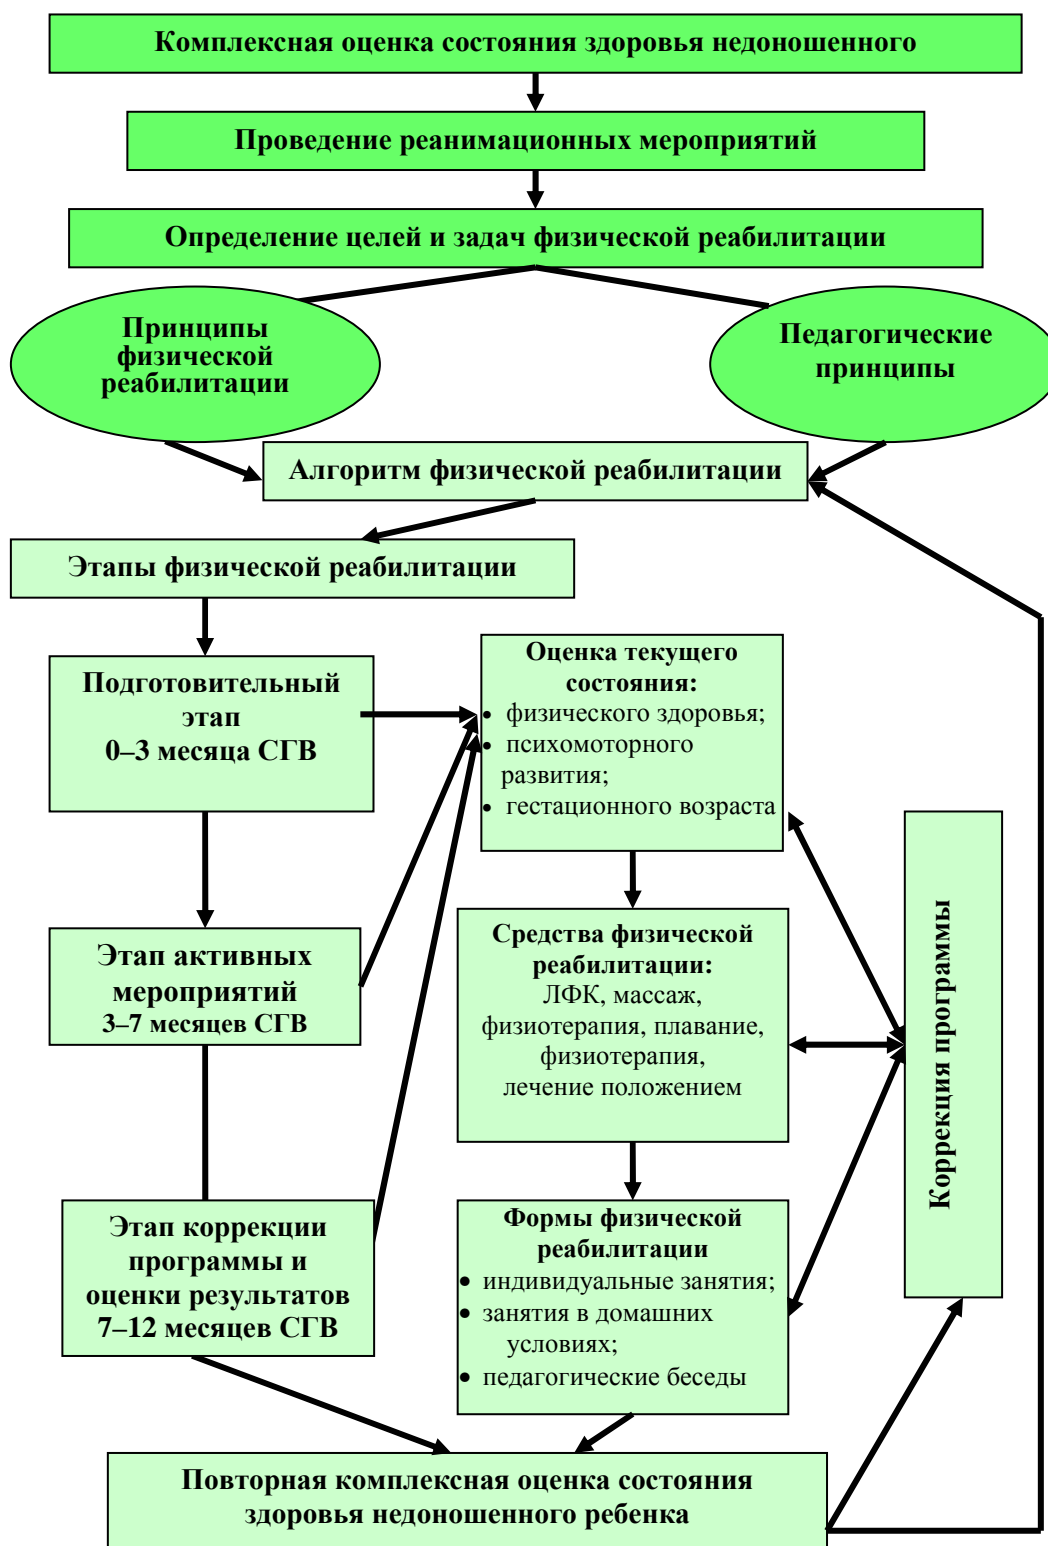 Комплексная оценка состояния здоровья недоношенного
Проведение реанимационных мероприятий
Определение целей и задач физической реабилитации
Принципы
физической
реабилитации
Педагогические
принципы
Алгоритм физической реабилитации
Этапы физической реабилитации
Подготовительный
этап
0–3 месяца СГВ
Оценка текущего
состояния:
• физического здоровья;
• психомоторного
развития;
• гестационного возраста
Этап активных
мероприятий
3–7 месяцев СГВ
Средства физической
реабилитации:
ЛФК, массаж,
физиотерапия, плавание,
физиотерапия,
лечение положением
Коррекция программы
Этап коррекции
программы и
оценки результатов
7–12 месяцев СГВ
Формы физической
реабилитации
• индивидуальные занятия;
• занятия в домашних
условиях;
• педагогические беседы
Повторная комплексная оценка состояния
здоровья недоношенного ребенка